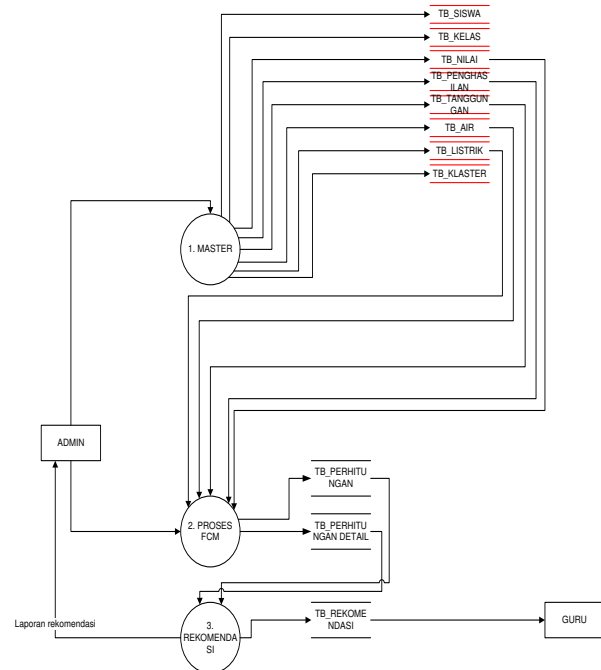 TB_SISWA
TB_KELAS
TB_NILAI
TB_PENGHAS
ILAN
TB_TANGGUN
GAN
TB_AIR
TB_LISTRIK
TB_KLASTER
1. MASTER
ADMIN
TB_PERHITU
NGAN
2. PROSES
FCM
TB_PERHITU
NGAN DETAIL
Laporan rekomendasi
3.
REKOMENDA
SI
TB_REKOME
NDASI
GURU